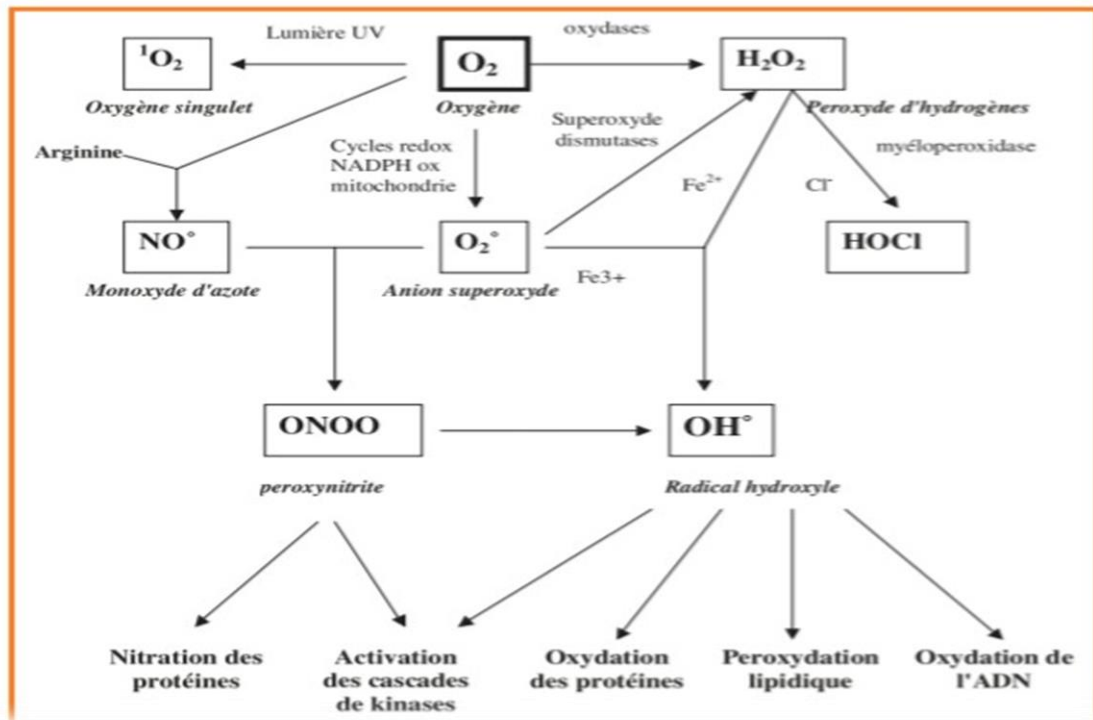 Lumière UV
oxydases
¹O₂
O₂
H₂O₂
Oxygène singulet
Oxygène
Peroxyde d'hydrogènes
Arginine
Cycles redox
NADPH ox
mitochondrie
Superoxyde
dismutases
myéloperoxidase
Fe²⁺
Cl⁻
NO°
O₂°
HOCl
Monoxyde d'azote
Anion superoxyde
Fe3+
ONOO
OH°
peroxynitrite
Radical hydroxyle
Nitration des
protéines
Activation
des cascades
de kinases
Oxydation
des protéines
Peroxydation
lipidique
Oxydation de
l'ADN